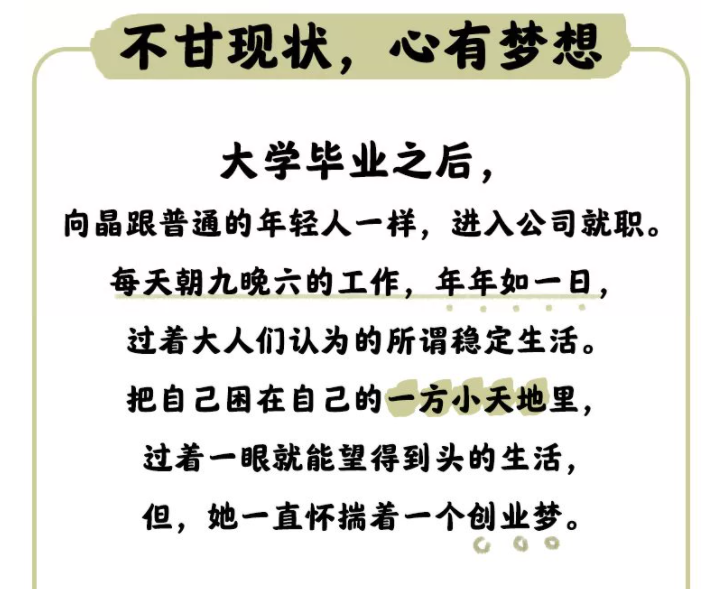 不甘现状，心有梦想
大学毕业之后，
向晶跟普通的年轻人一样，进入公司就职。
每天朝九晚六的工作，年年如一日，
过着大人们认为的所谓稳定生活。
把自己困在自己的一方小天地里，
过着一眼就能望得到头的生活，
但，她一直怀揣着一个创业梦。